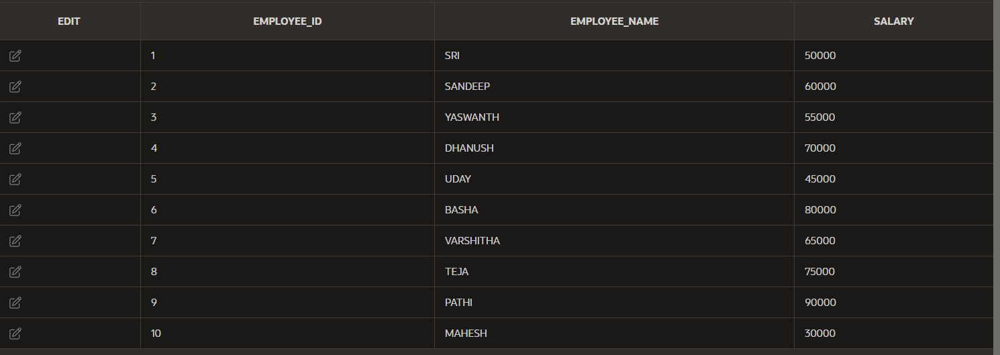 EDIT EMPLOYEE_ID EMPLOYEE_NAME SALARY
1 SRI 50000
2 SANDEEP 60000
3 YASWANTH 55000
4 DHANUSH 70000
5 UDAY 45000
6 BASHA 80000
7 VARSHITHA 65000
8 TEJA 75000
9 PATHI 90000
10 MAHESH 30000